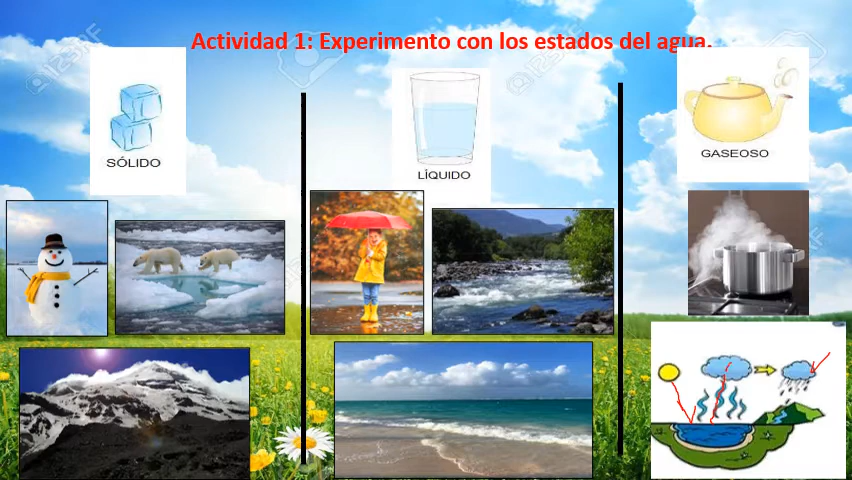 Actividad 1: Experimento con los estados del agua.
SÓLIDO
LÍQUIDO
GASEOSO